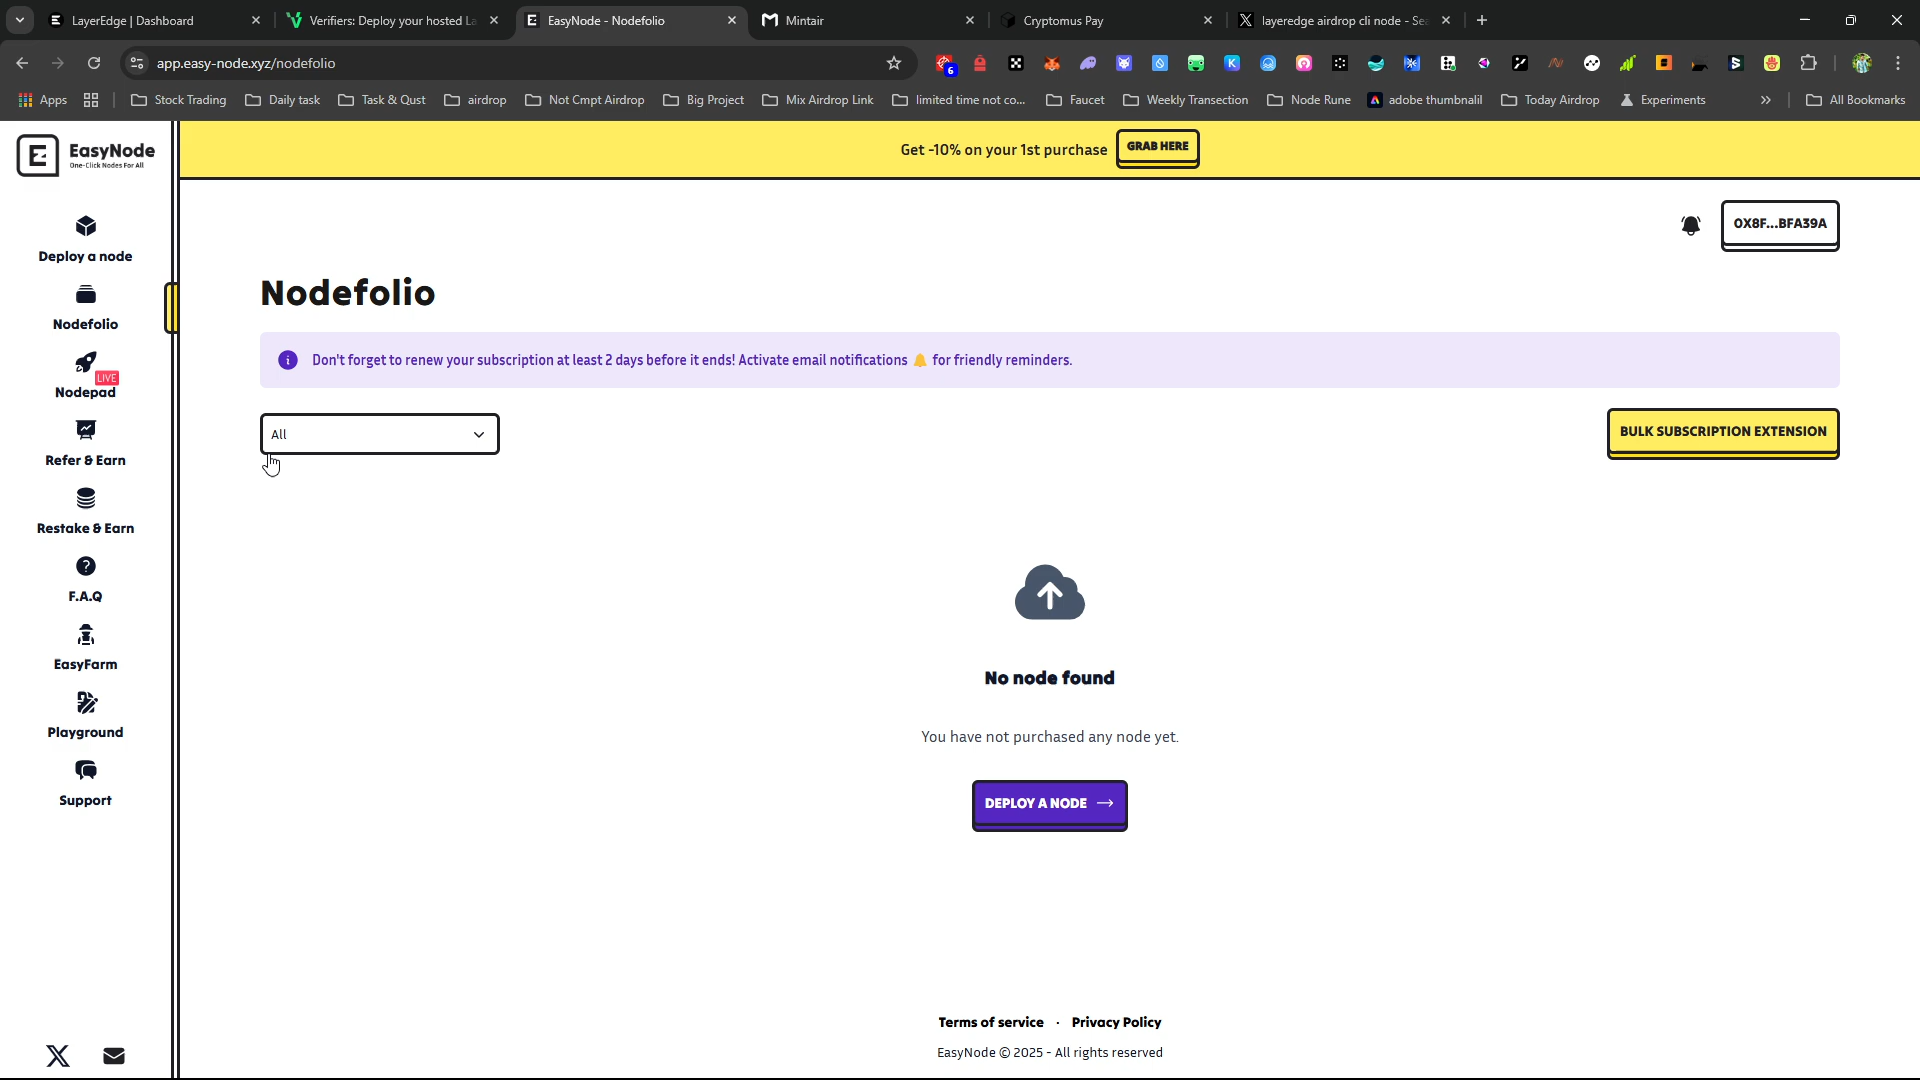 LayerEdge | Dashboard
Verifiers: Deploy your hosted La
EasyNode - Nodefolio
Mintair
Cryptomus Pay
layeredge airdrop cli node - Sea
app.easy-node.xyz/nodefolio
6
Apps
Stock Trading
Daily task
Task & Qust
airdrop
Not Cmpt Airdrop
Big Project
Mix Airdrop Link
limited time not co...
Faucet
Weekly Transection
Node Rune
adobe thumbnalil
Today Airdrop
Experiments
All Bookmarks
EasyNode
One-Click Nodes For All
Get -10% on your 1st purchase
GRAB HERE
Deploy a node
Nodefolio
LIVE
Nodepad
Refer & Earn
Restake & Earn
F.A.Q
EasyFarm
Playground
Support
0X8F...BFA39A
Nodefolio
Don't forget to renew your subscription at least 2 days before it ends! Activate email notifications 🔔 for friendly reminders.
All
BULK SUBSCRIPTION EXTENSION
No node found
You have not purchased any node yet.
DEPLOY A NODE →
Terms of service · Privacy Policy
EasyNode © 2025 - All rights reserved